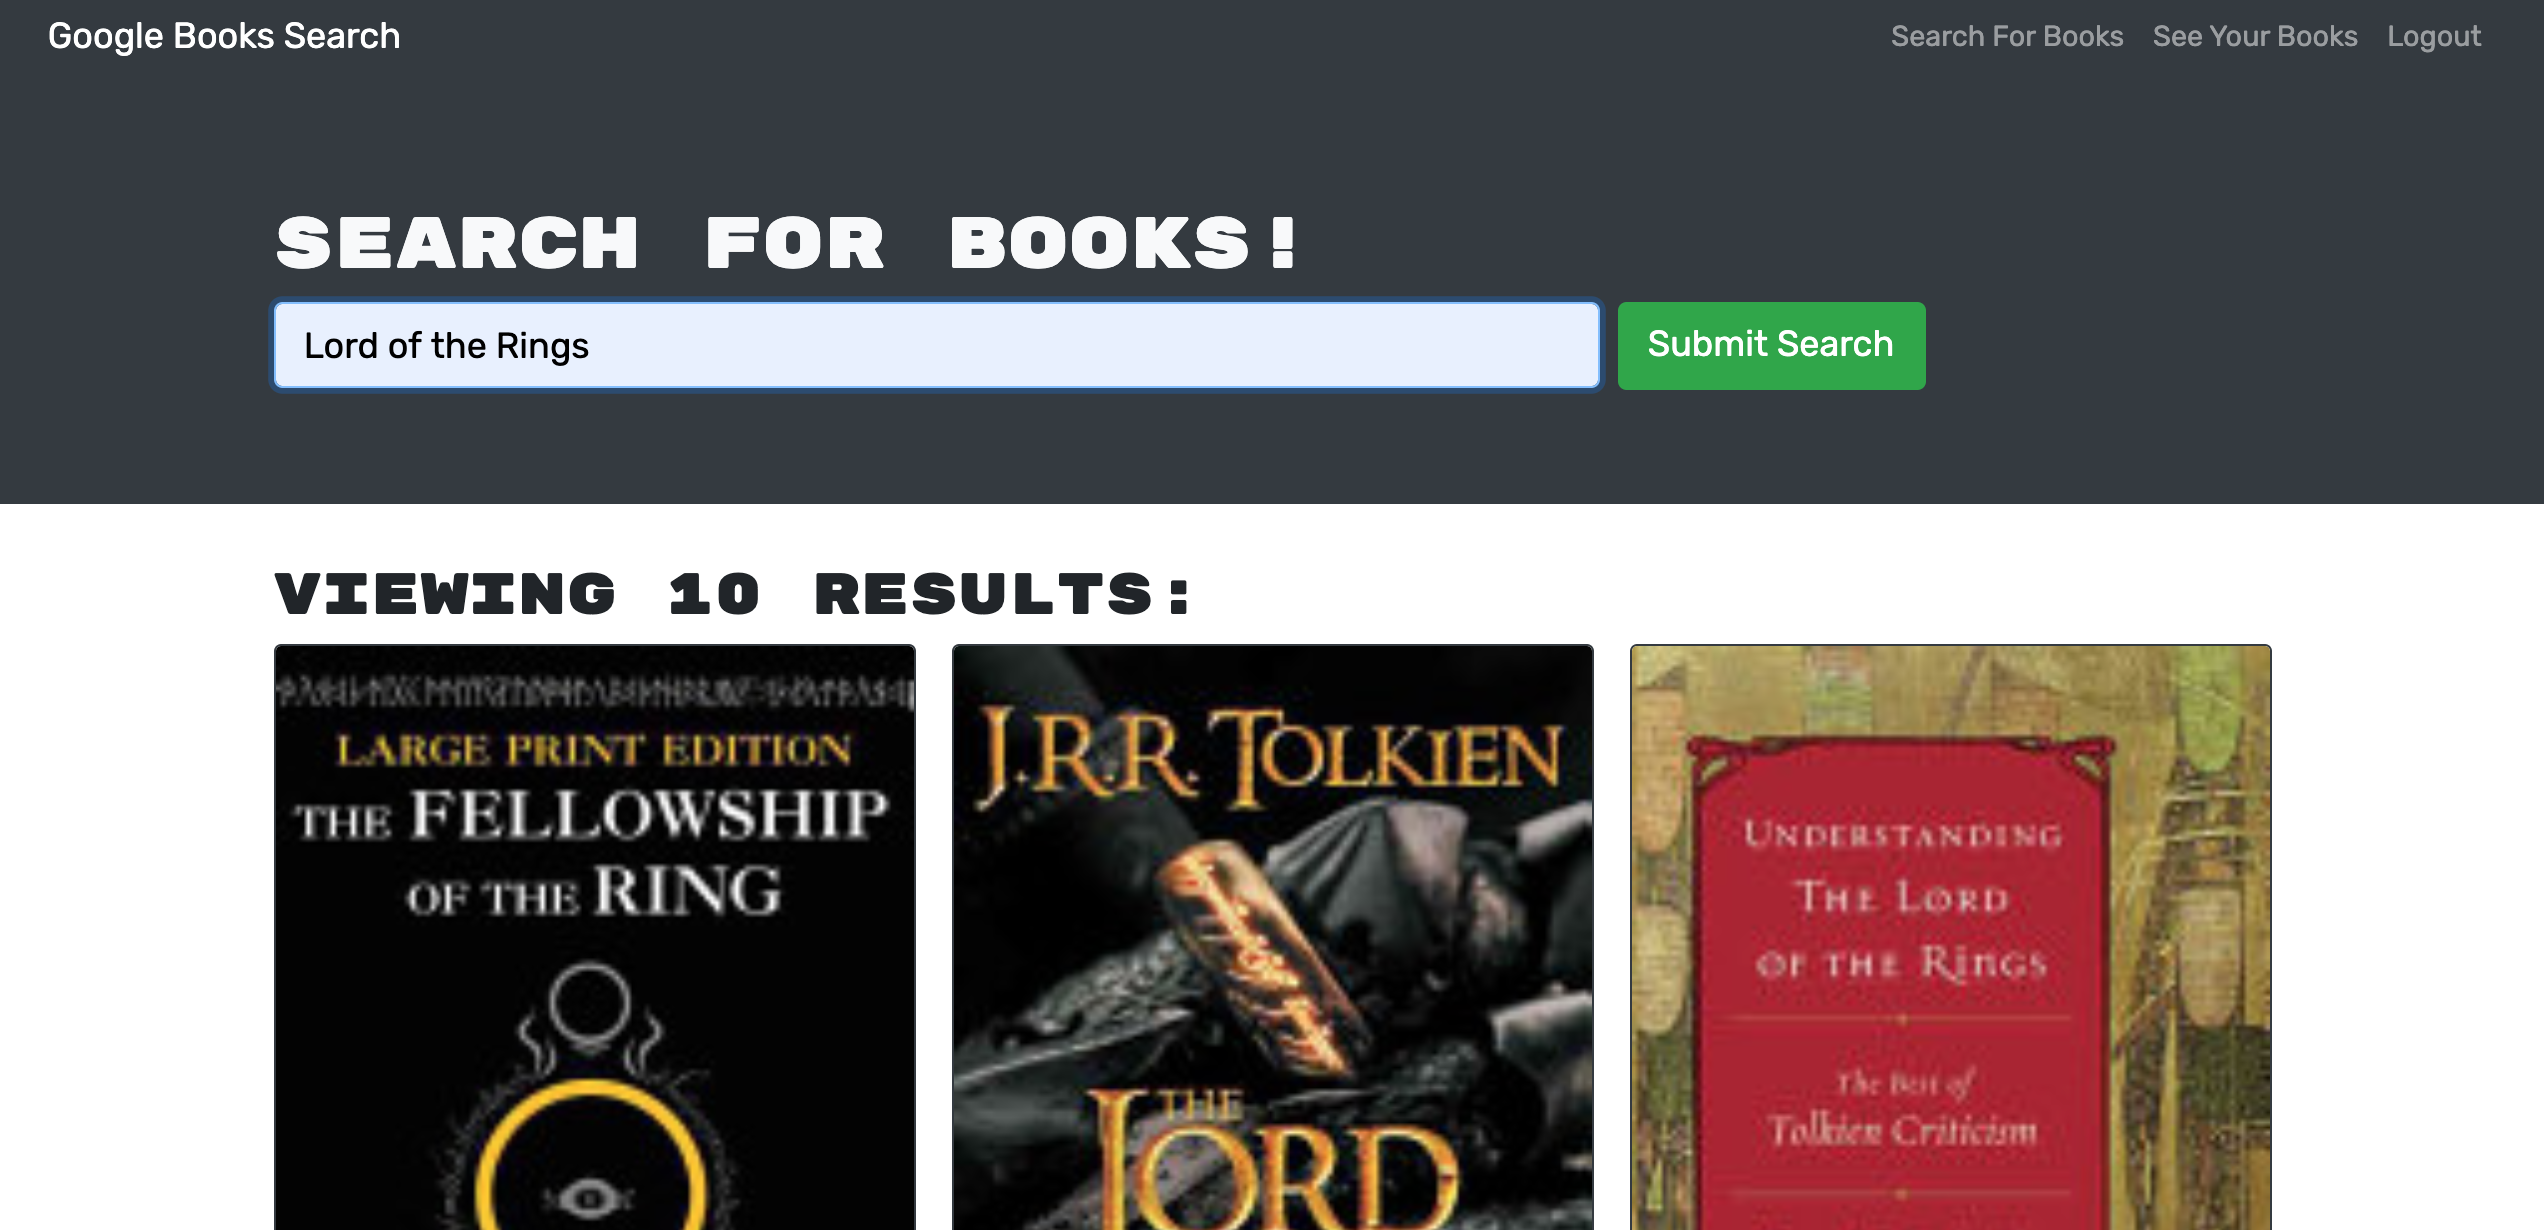 Google Books Search
Search For Books See Your Books Logout
SEARCH FOR BOOKS!
Lord of the Rings
Submit Search
VIEWING 10 RESULTS:
LARGE PRINT EDITION
THE FELLOWSHIP
OF THE RING
J.R.R. TOLKIEN
THE
LORD
UNDERSTANDING
THE LORD
OF THE RINGS
The Best of
Tolkien Criticism